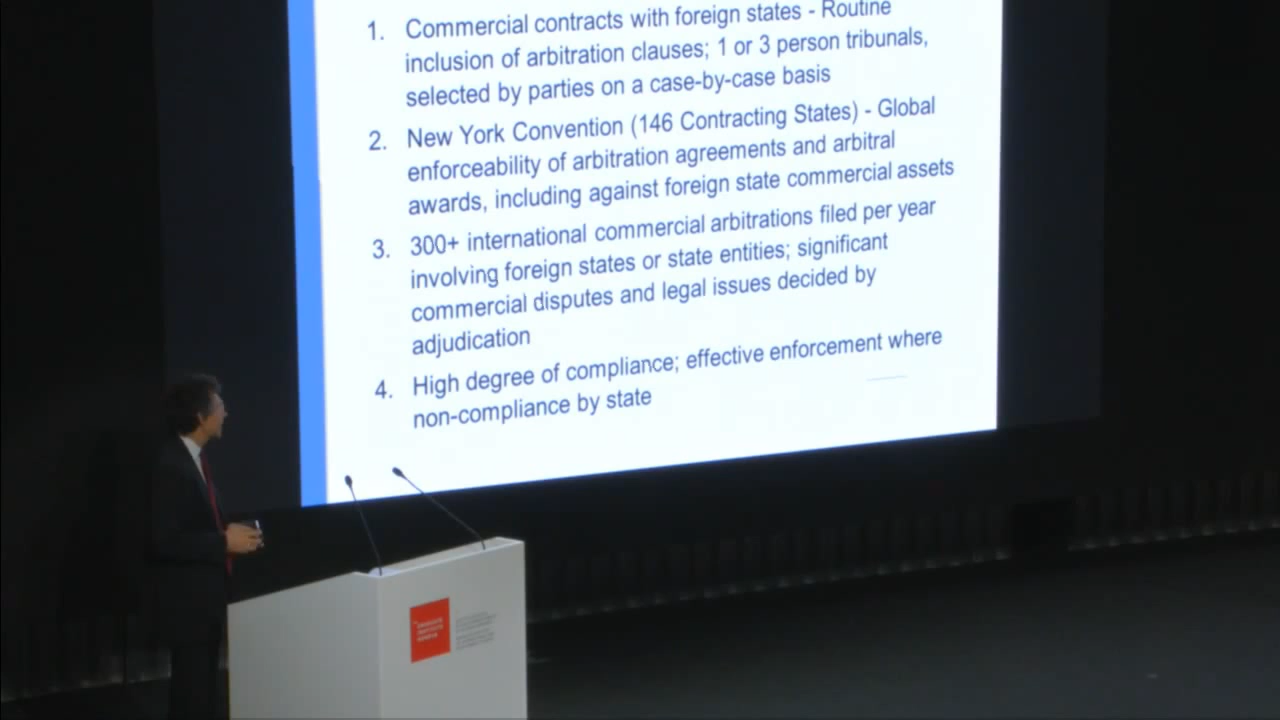 1. Commercial contracts with foreign states - Routine
inclusion of arbitration clauses; 1 or 3 person tribunals,
selected by parties on a case-by-case basis
2. New York Convention (146 Contracting States) - Global
enforceability of arbitration agreements and arbitral
awards, including against foreign state commercial assets
3. 300+ international commercial arbitrations filed per year
involving foreign states or state entities; significant
commercial disputes and legal issues decided by
adjudication
4. High degree of compliance; effective enforcement where
non-compliance by state